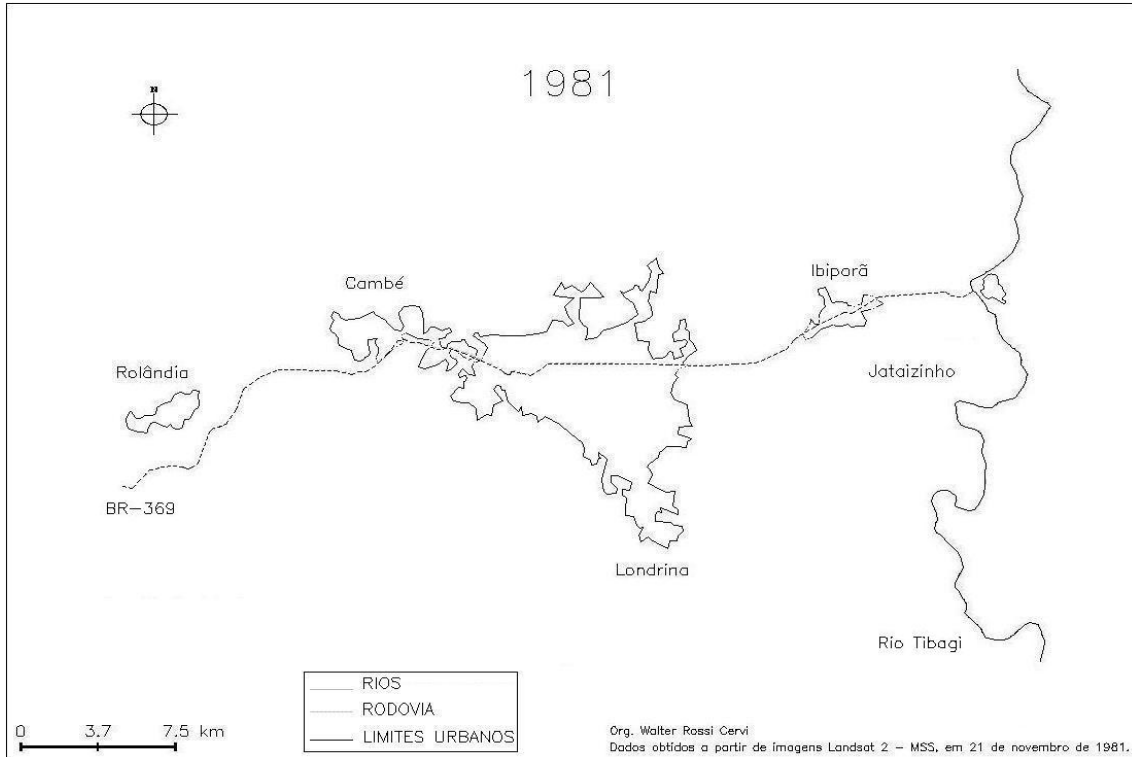 1981
N
Ibiporã
Cambé
Rolândia
Jataizinho
BR-369
Londrina
Rio Tibagi
RIOS
RODOVIA
LIMITES URBANOS
0 3.7 7.5 km
Org. Walter Rossi Cervi
Dados obtidos a partir de imagens Landsat 2 - MSS, em 21 de novembro de 1981.